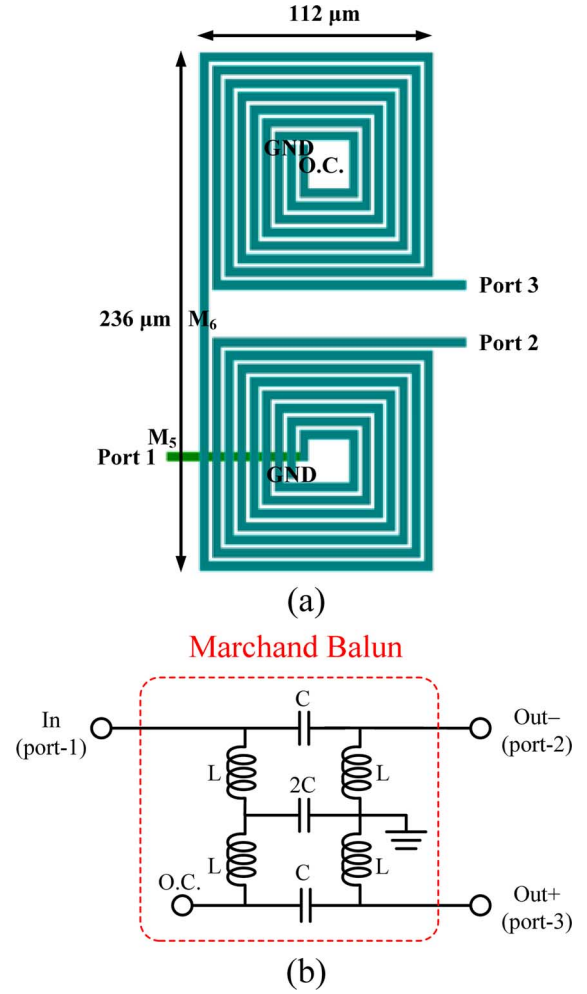 112 μm
GND
O.C.
Port 3
236 μm
M6
Port 2
M5
Port 1
GND
(a)
Marchand Balun
C
In
(port-1)
Out−
(port-2)
L
L
2C
L
L
O.C.
C
Out+
(port-3)
(b)